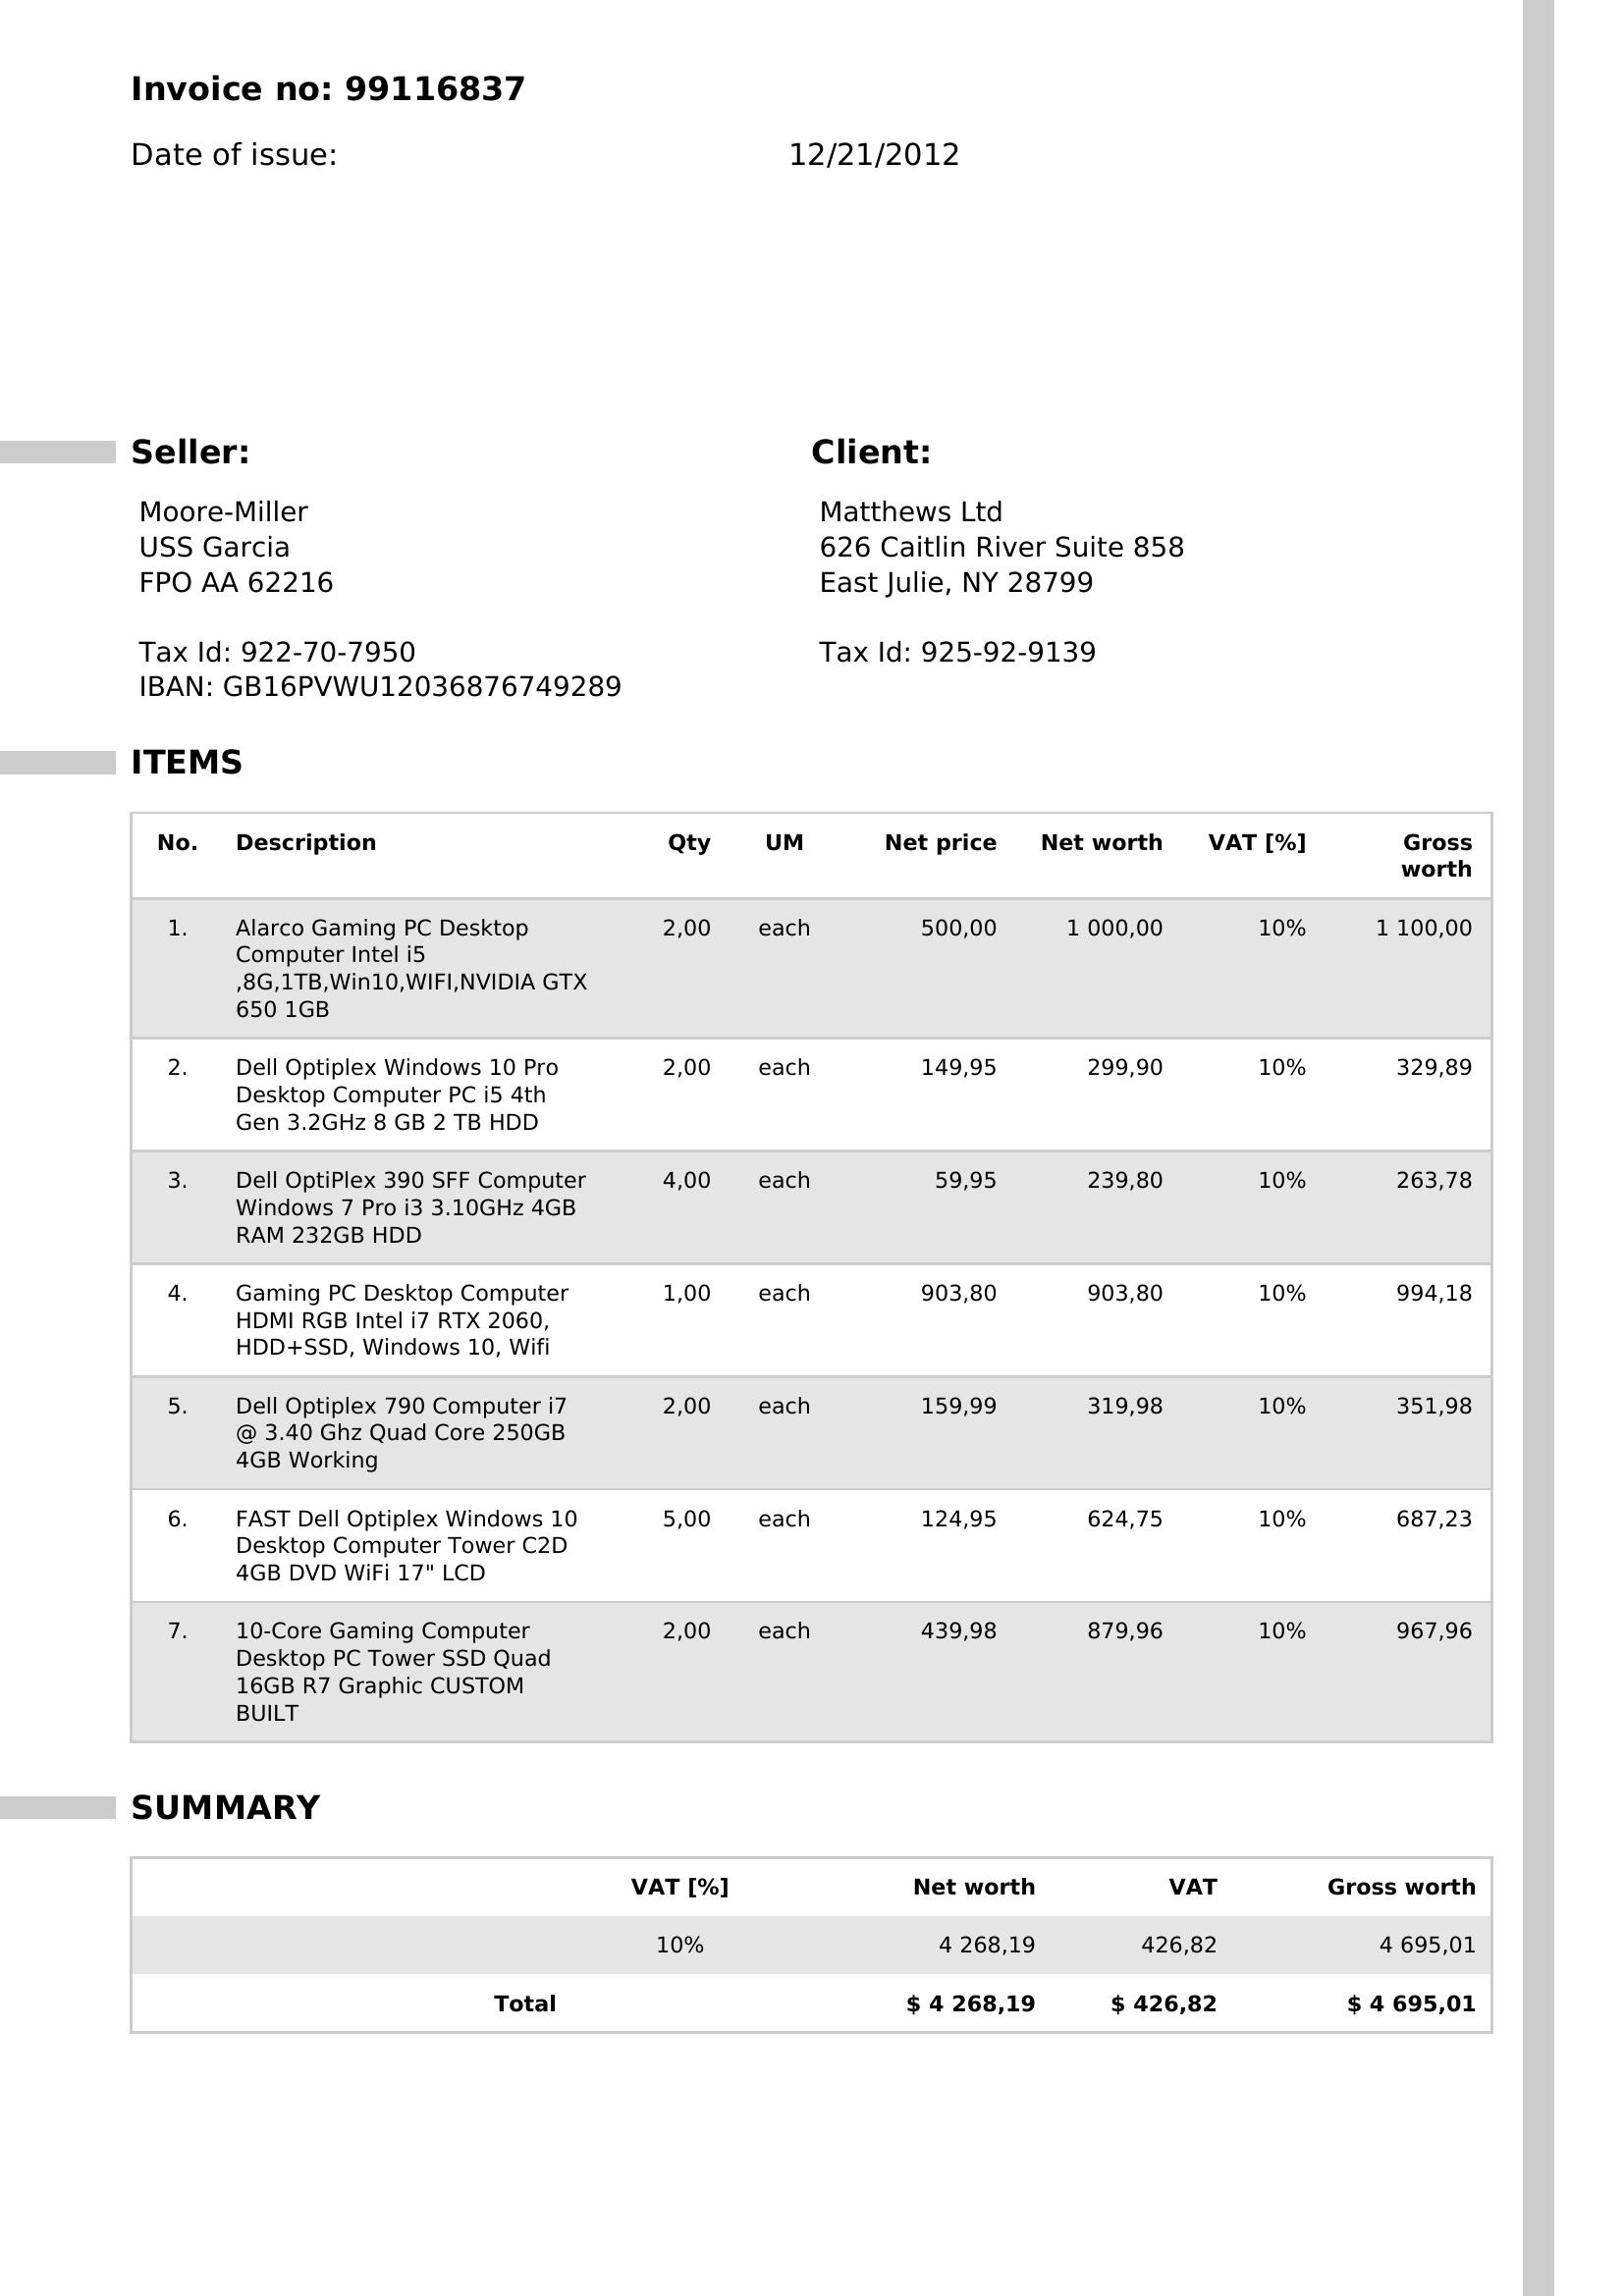 Invoice no: 99116837
Date of issue: 12/21/2012
Seller: Client:
Moore-Miller Matthews Ltd
USS Garcia 626 Caitlin River Suite 858
FPO AA 62216 East Julie, NY 28799
Tax Id: 922-70-7950 Tax Id: 925-92-9139
IBAN: GB16PVWU12036876749289
ITEMS
No. Description Qty UM Net price Net worth VAT [%] Gross
worth
1. Alarco Gaming PC Desktop 2,00 each 500,00 1 000,00 10% 1 100,00
Computer Intel i5
,8G,1TB,Win10,WIFI,NVIDIA GTX
650 1GB
2. Dell Optiplex Windows 10 Pro 2,00 each 149,95 299,90 10% 329,89
Desktop Computer PC i5 4th
Gen 3.2GHz 8 GB 2 TB HDD
3. Dell OptiPlex 390 SFF Computer 4,00 each 59,95 239,80 10% 263,78
Windows 7 Pro i3 3.10GHz 4GB
RAM 232GB HDD
4. Gaming PC Desktop Computer 1,00 each 903,80 903,80 10% 994,18
HDMI RGB Intel i7 RTX 2060,
HDD+SSD, Windows 10, Wifi
5. Dell Optiplex 790 Computer i7 2,00 each 159,99 319,98 10% 351,98
@ 3.40 Ghz Quad Core 250GB
4GB Working
6. FAST Dell Optiplex Windows 10 5,00 each 124,95 624,75 10% 687,23
Desktop Computer Tower C2D
4GB DVD WiFi 17" LCD
7. 10-Core Gaming Computer 2,00 each 439,98 879,96 10% 967,96
Desktop PC Tower SSD Quad
16GB R7 Graphic CUSTOM
BUILT
SUMMARY
VAT [%] Net worth VAT Gross worth
10% 4 268,19 426,82 4 695,01
Total $ 4 268,19 $ 426,82 $ 4 695,01